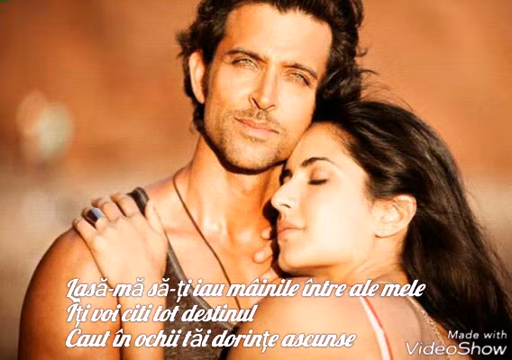 Lasă-mă să-ți iau mâinile între ale mele
Îți voi citi tot destinul
Caut în ochii tăi dorințe ascunse
Made with
VideoShow